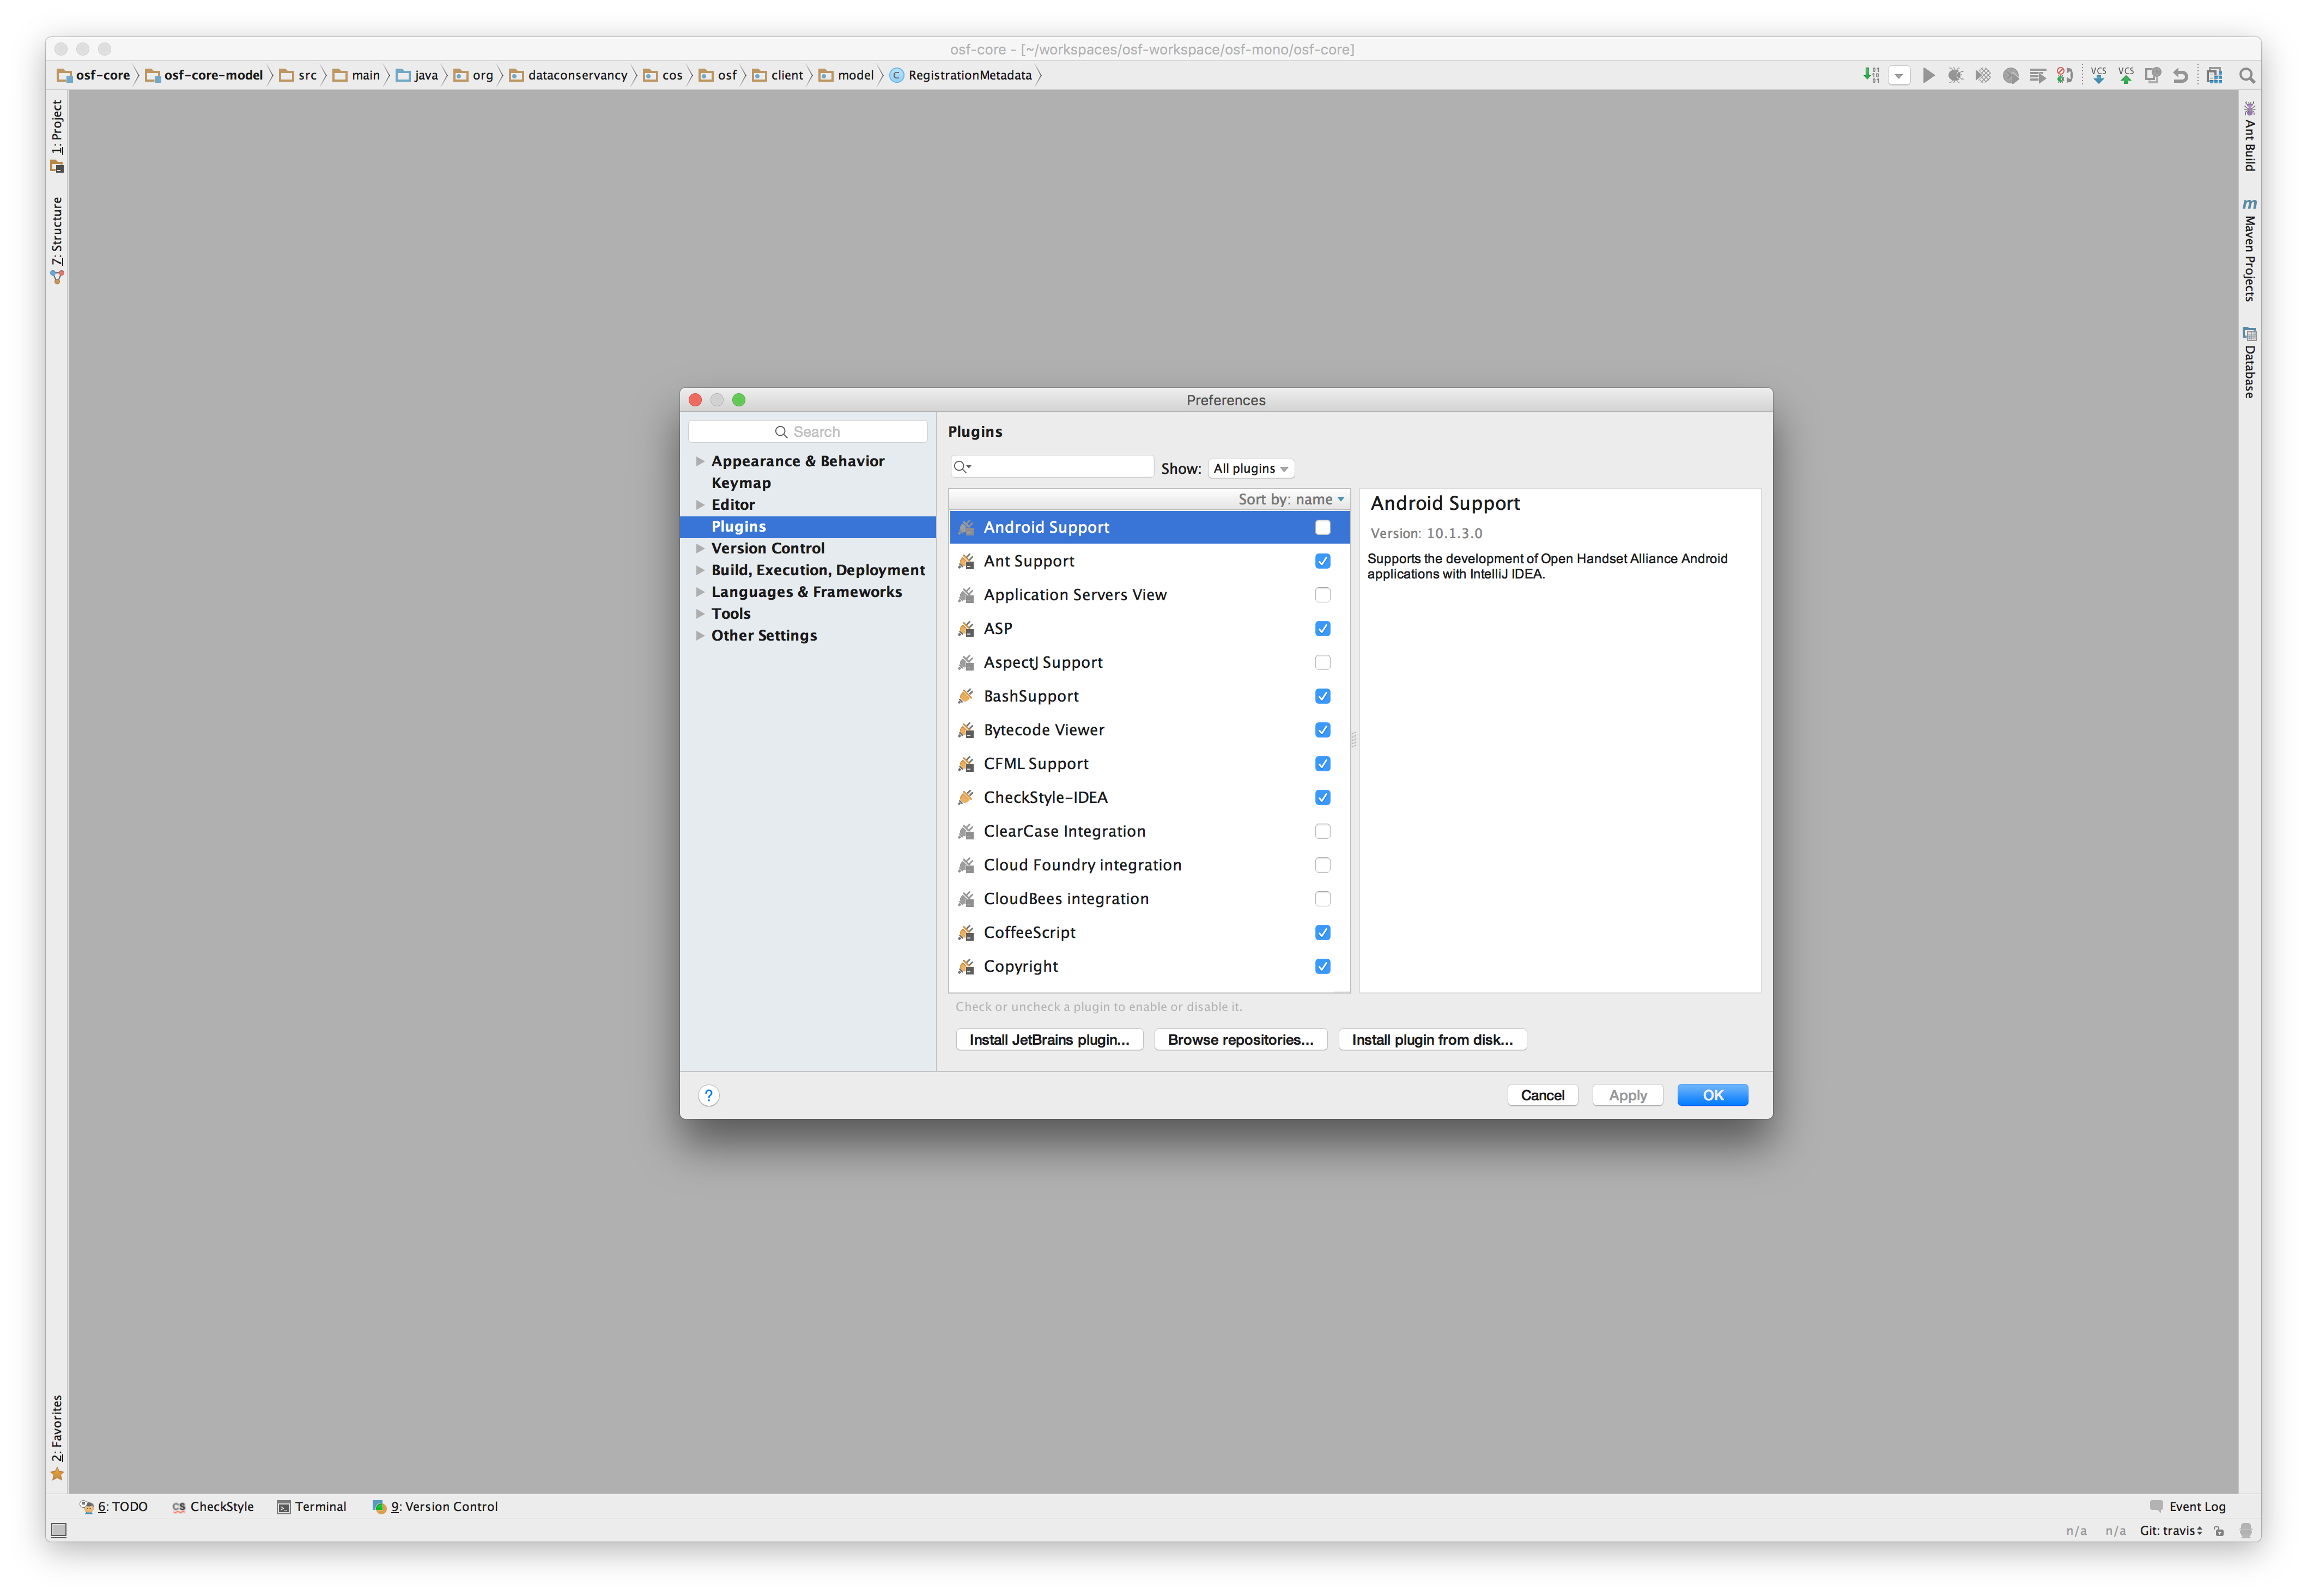 osf-core - [~/workspaces/osf-workspace/osf-mono/osf-core]
osf-core osf-core-model src main java org dataconservancy cos osf client model C RegistrationMetadata
VCS VCS
1: Project
7: Structure
2: Favorites
Ant Build
m Maven Projects
Database
Preferences
Search
Appearance & Behavior
Keymap
Editor
Plugins
Version Control
Build, Execution, Deployment
Languages & Frameworks
Tools
Other Settings
Plugins
Show: All plugins
Sort by: name
Android Support
Ant Support
Application Servers View
ASP
AspectJ Support
BashSupport
Bytecode Viewer
CFML Support
CheckStyle-IDEA
ClearCase Integration
Cloud Foundry integration
CloudBees integration
CoffeeScript
Copyright
Android Support
Version: 10.1.3.0
Supports the development of Open Handset Alliance Android
applications with IntelliJ IDEA.
Check or uncheck a plugin to enable or disable it.
Install JetBrains plugin... Browse repositories... Install plugin from disk...
? Cancel Apply OK
6: TODO CS CheckStyle Terminal 9: Version Control Event Log
n/a n/a Git: travis